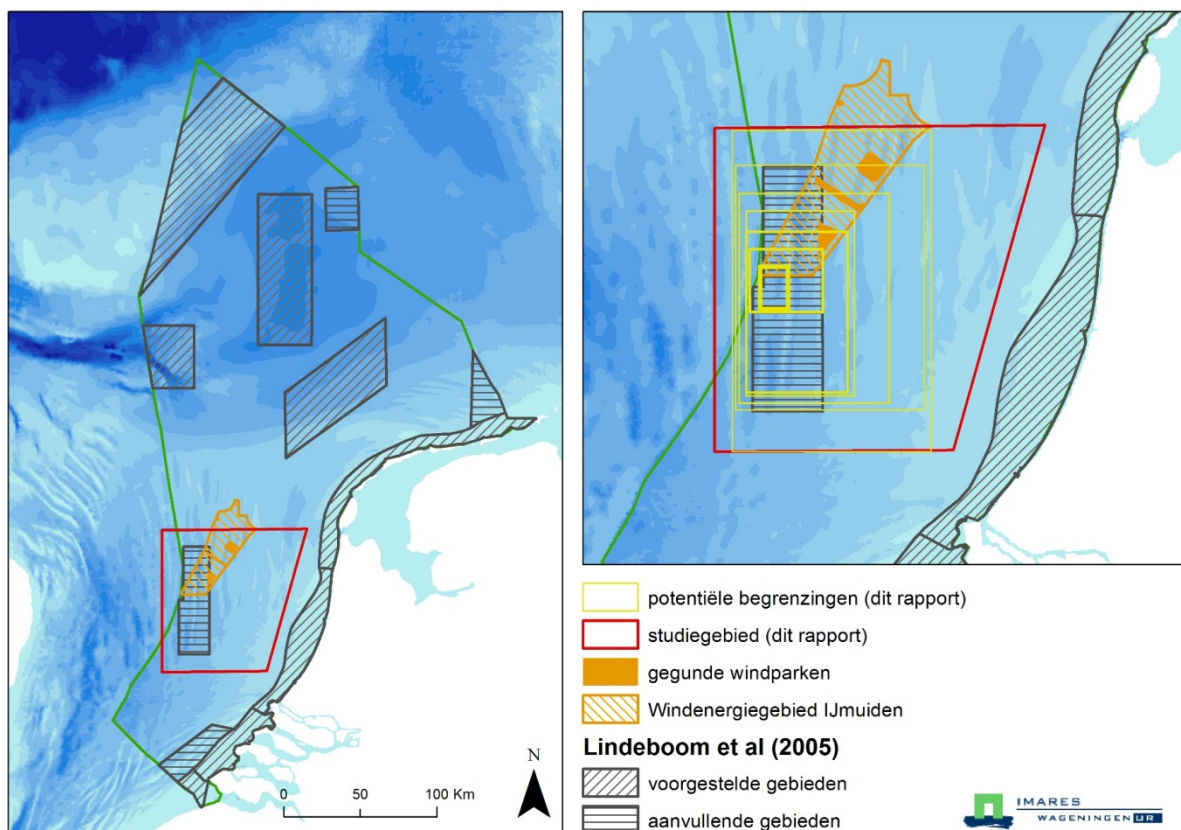 N
0 50 100 Km
potentiële begrenzingen (dit rapport)
studiegebied (dit rapport)
gegunde windparken
Windenergiegebied IJmuiden
Lindeboom et al (2005)
voorgestelde gebieden
aanvullende gebieden
IMARES
WAGENINGEN UR